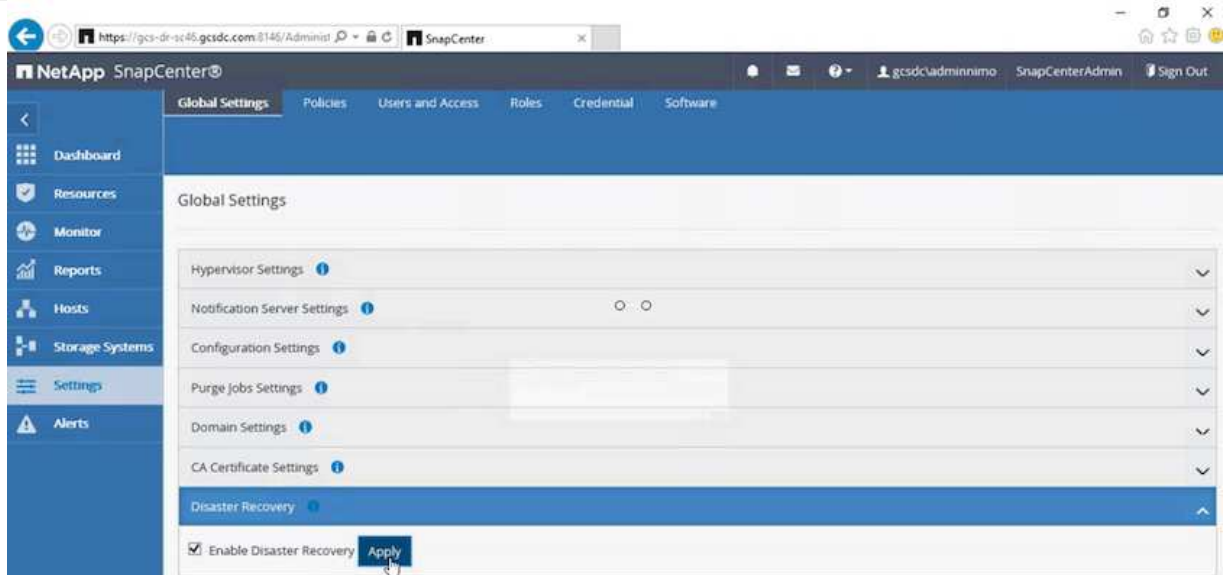 https://gcs-dr-sc46.gcsdc.com:8146/Administ
SnapCenter
NetApp SnapCenter®
gcsdc\adminnimo SnapCenterAdmin Sign Out
Global Settings Policies Users and Access Roles Credential Software
Dashboard
Resources
Monitor
Reports
Hosts
Storage Systems
Settings
Alerts
Global Settings
Hypervisor Settings
Notification Server Settings
Configuration Settings
Purge Jobs Settings
Domain Settings
CA Certificate Settings
Disaster Recovery
Enable Disaster Recovery Apply